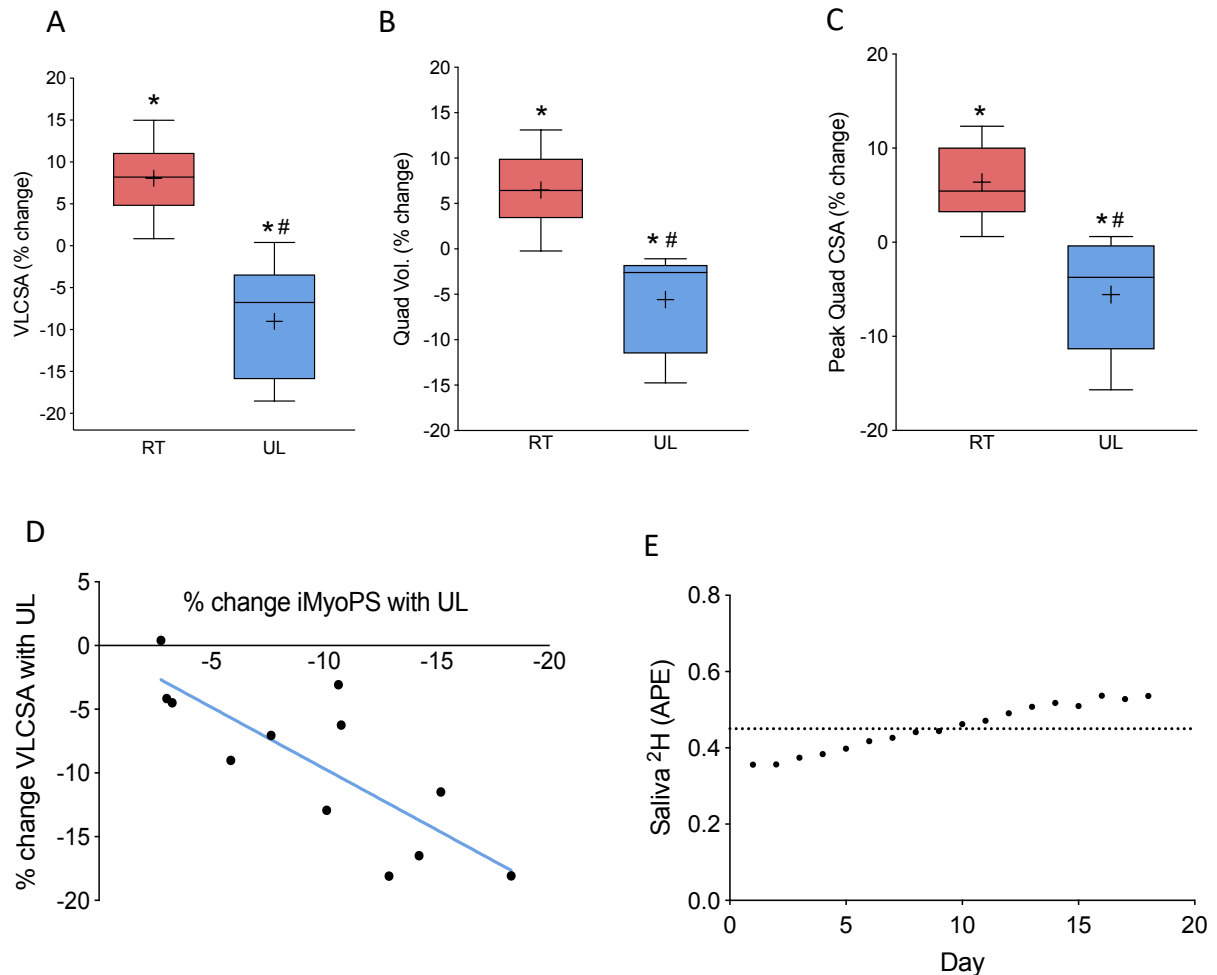 A
VLCSA (% change)
20
15
10
5
0
-5
-10
-15
-20
*
* #
RT
UL
B
Quad Vol. (% change)
20
15
10
5
0
-5
-10
-15
-20
*
* #
RT
UL
C
Peak Quad CSA (% change)
20
10
0
-10
-20
*
* #
RT
UL
D
% change VLCSA with UL
5
0
-5
-10
-15
-20
% change iMyoPS with UL
-5
-10
-15
-20
E
Saliva ²H (APE)
0.8
0.6
0.4
0.2
0.0
0
5
10
15
20
Day